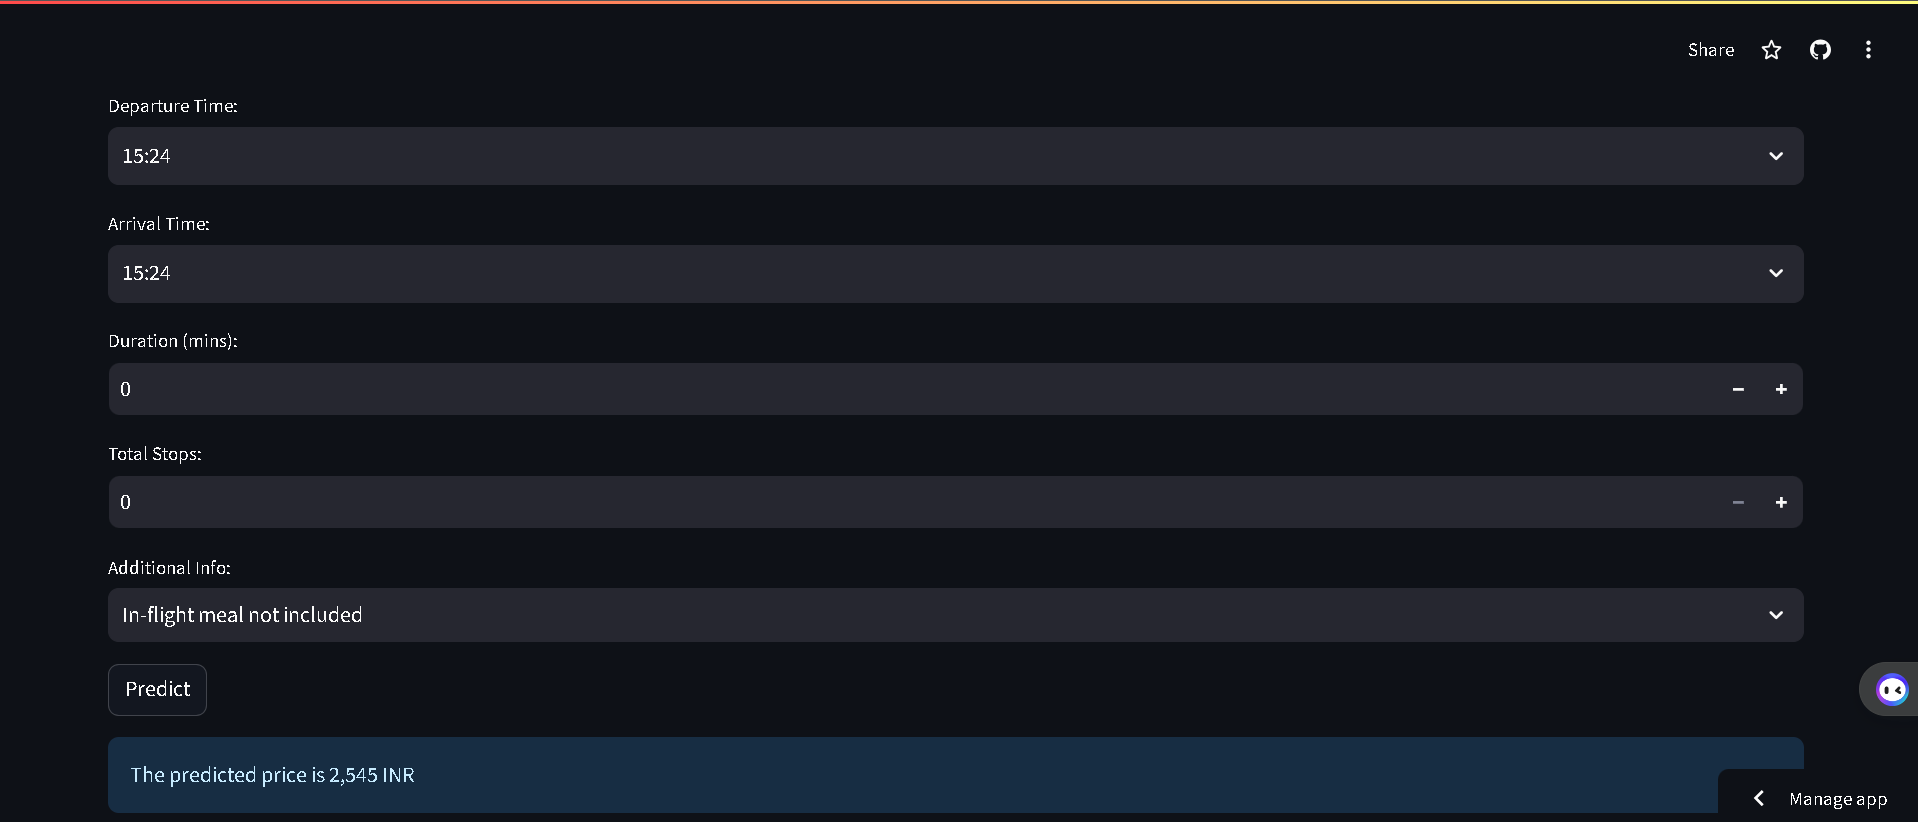 Share
Departure Time:
15:24
Arrival Time:
15:24
Duration (mins):
0
Total Stops:
0
Additional Info:
In-flight meal not included
Predict
The predicted price is 2,545 INR
Manage app